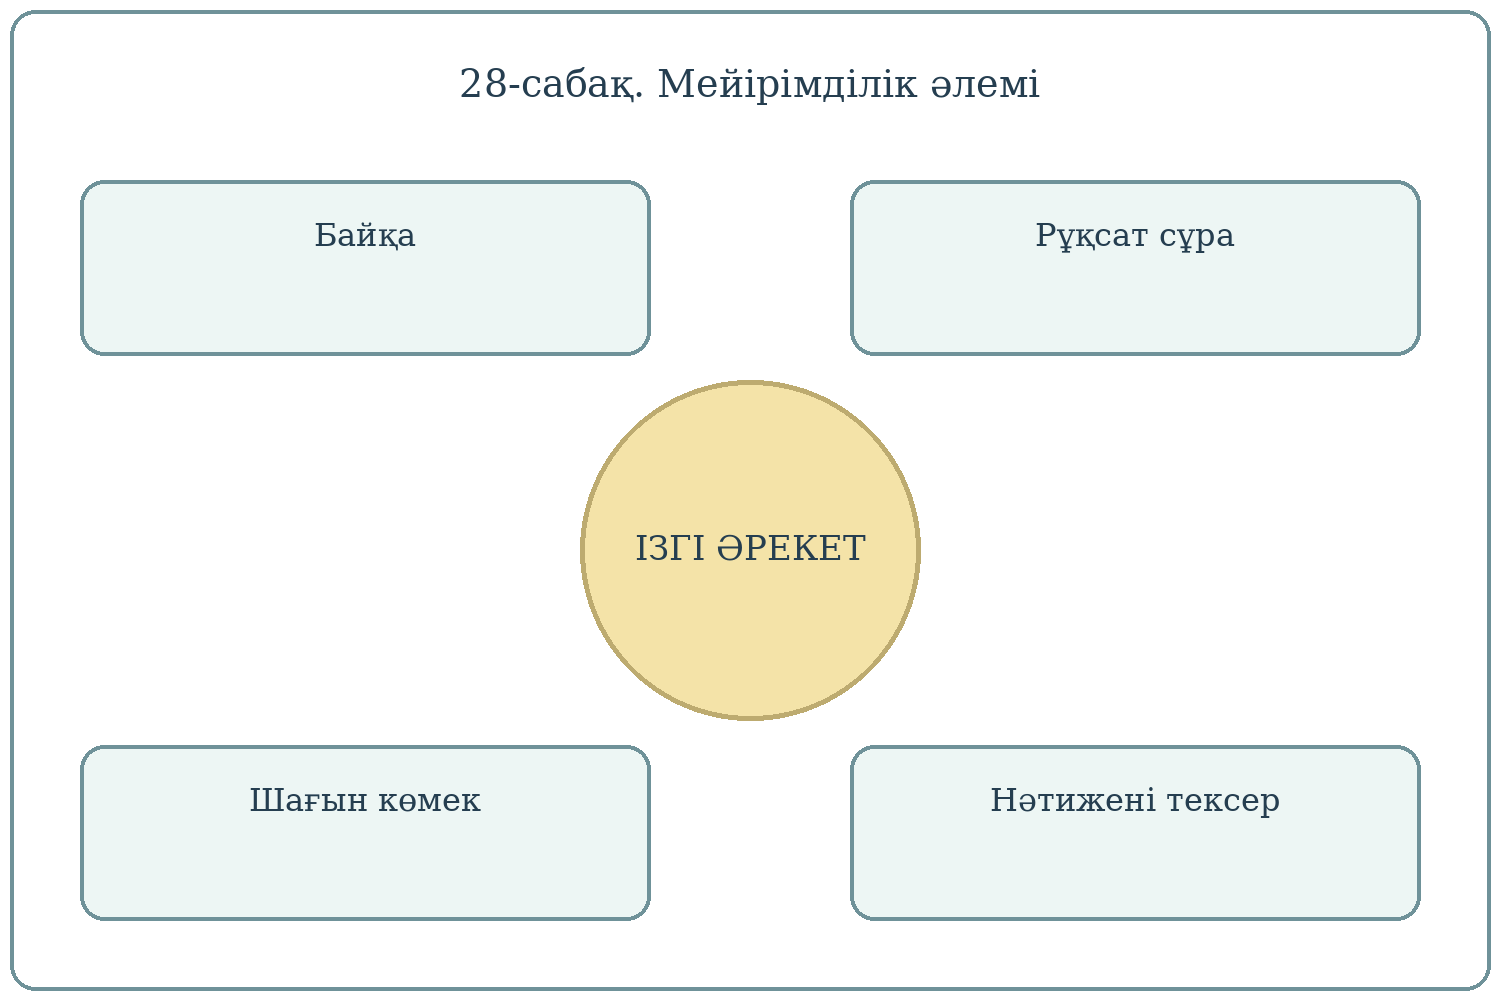 28-сабақ. Мейірімділік әлемі
Байқа
Рұқсат сұра
ІЗГІ ӘРЕКЕТ
Шағын көмек
Нәтижені тексер